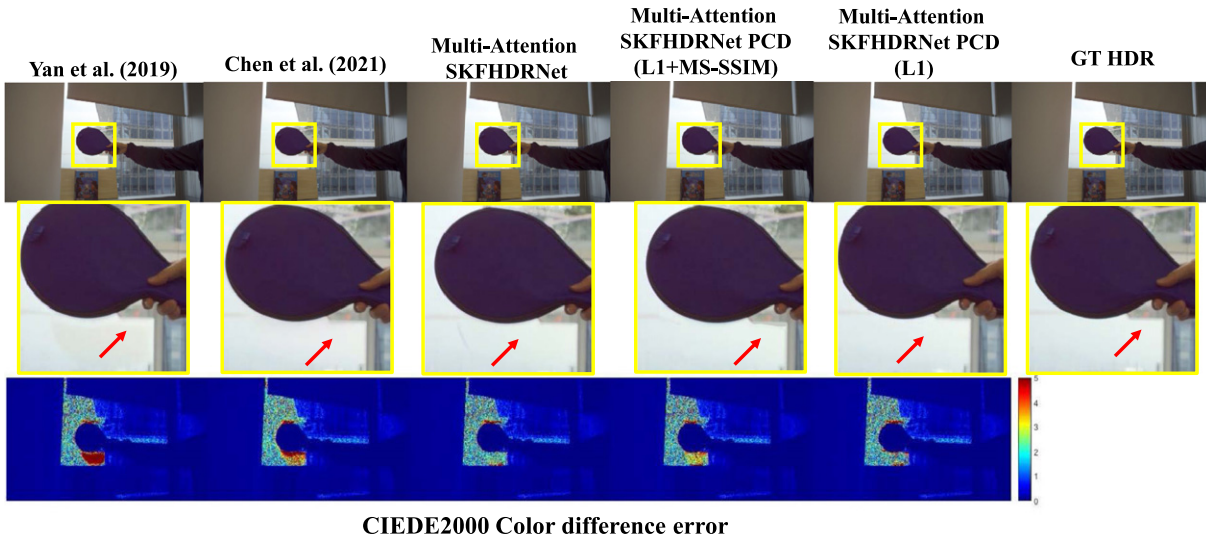 Yan et al. (2019)
Chen et al. (2021)
Multi-Attention
SKFHDRNet
Multi-Attention
SKFHDRNet PCD
(L1+MS-SSIM)
Multi-Attention
SKFHDRNet PCD
(L1)
GT HDR
5
4
3
2
1
0
CIEDE2000 Color difference error